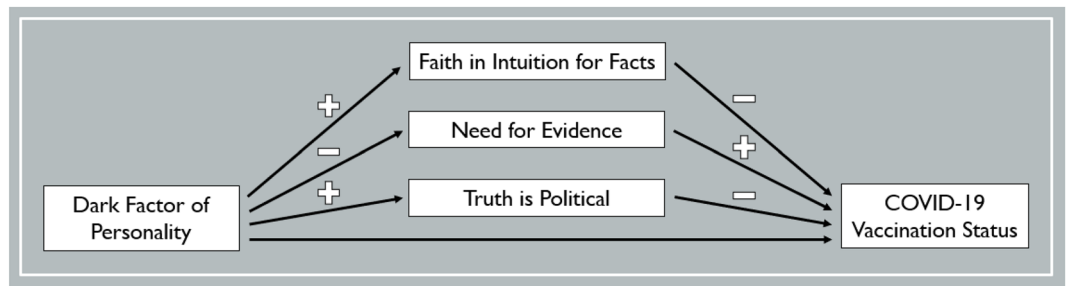 Faith in Intuition for Facts
+
−
Need for Evidence
−
+
+
Truth is Political
−
Dark Factor of
Personality
COVID-19
Vaccination Status